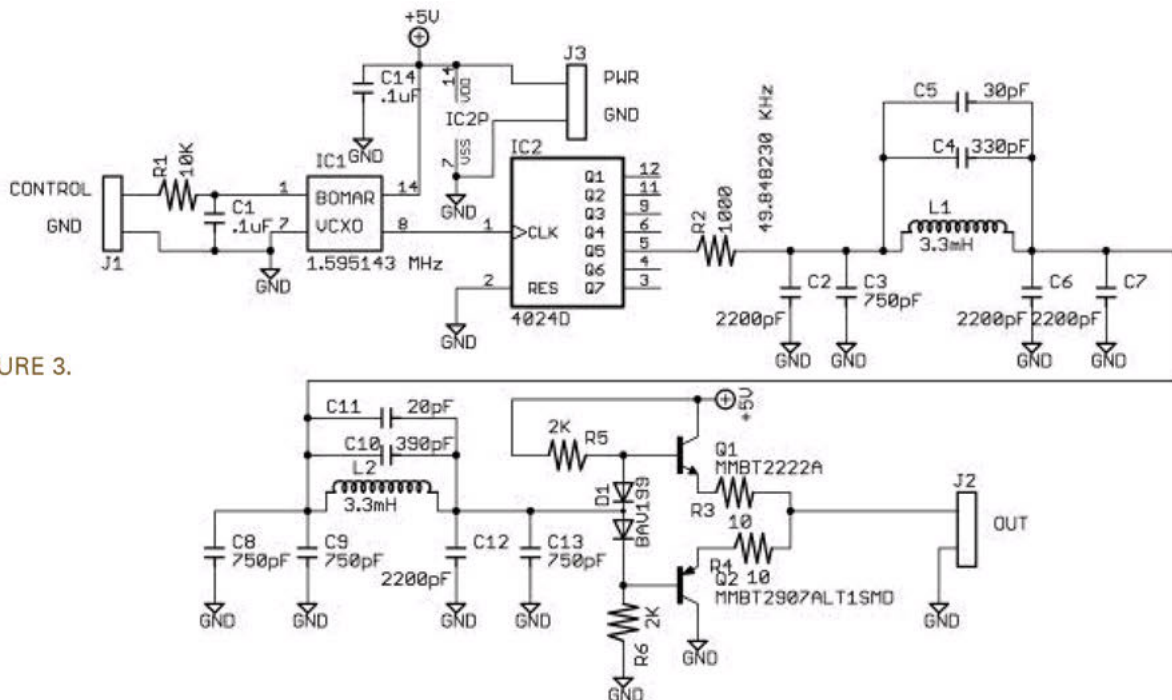 +5V
J3
C14
.1uF
14
VDD
PWR
IC2P
GND
GND
VSS
7
GND
IC1
IC2
R1
10K
CONTROL
GND
J1
C1
.1uF
1
7
BOMAR
VCXO
14
8
1.595143 MHz
GND
1
CLK
2
RES
GND
4024D
Q1
12
Q2
11
Q3
9
Q4
6
Q5
5
Q6
4
Q7
3
R2
1000
49.848230 KHz
C5
30pF
C4
330pF
L1
3.3mH
C2
2200pF
GND
C3
750pF
GND
C6
2200pF
GND
C7
2200pF
GND
URE 3.
C11
20pF
C10
390pF
L2
3.3mH
C8
750pF
GND
C9
750pF
GND
C12
2200pF
GND
C13
750pF
GND
2K
R5
D1
BAV199
R6
2K
GND
+5V
Q1
MMBT2222A
R3
10
R4
10
Q2
MMBT2907ALT1SMD
GND
J2
OUT
GND